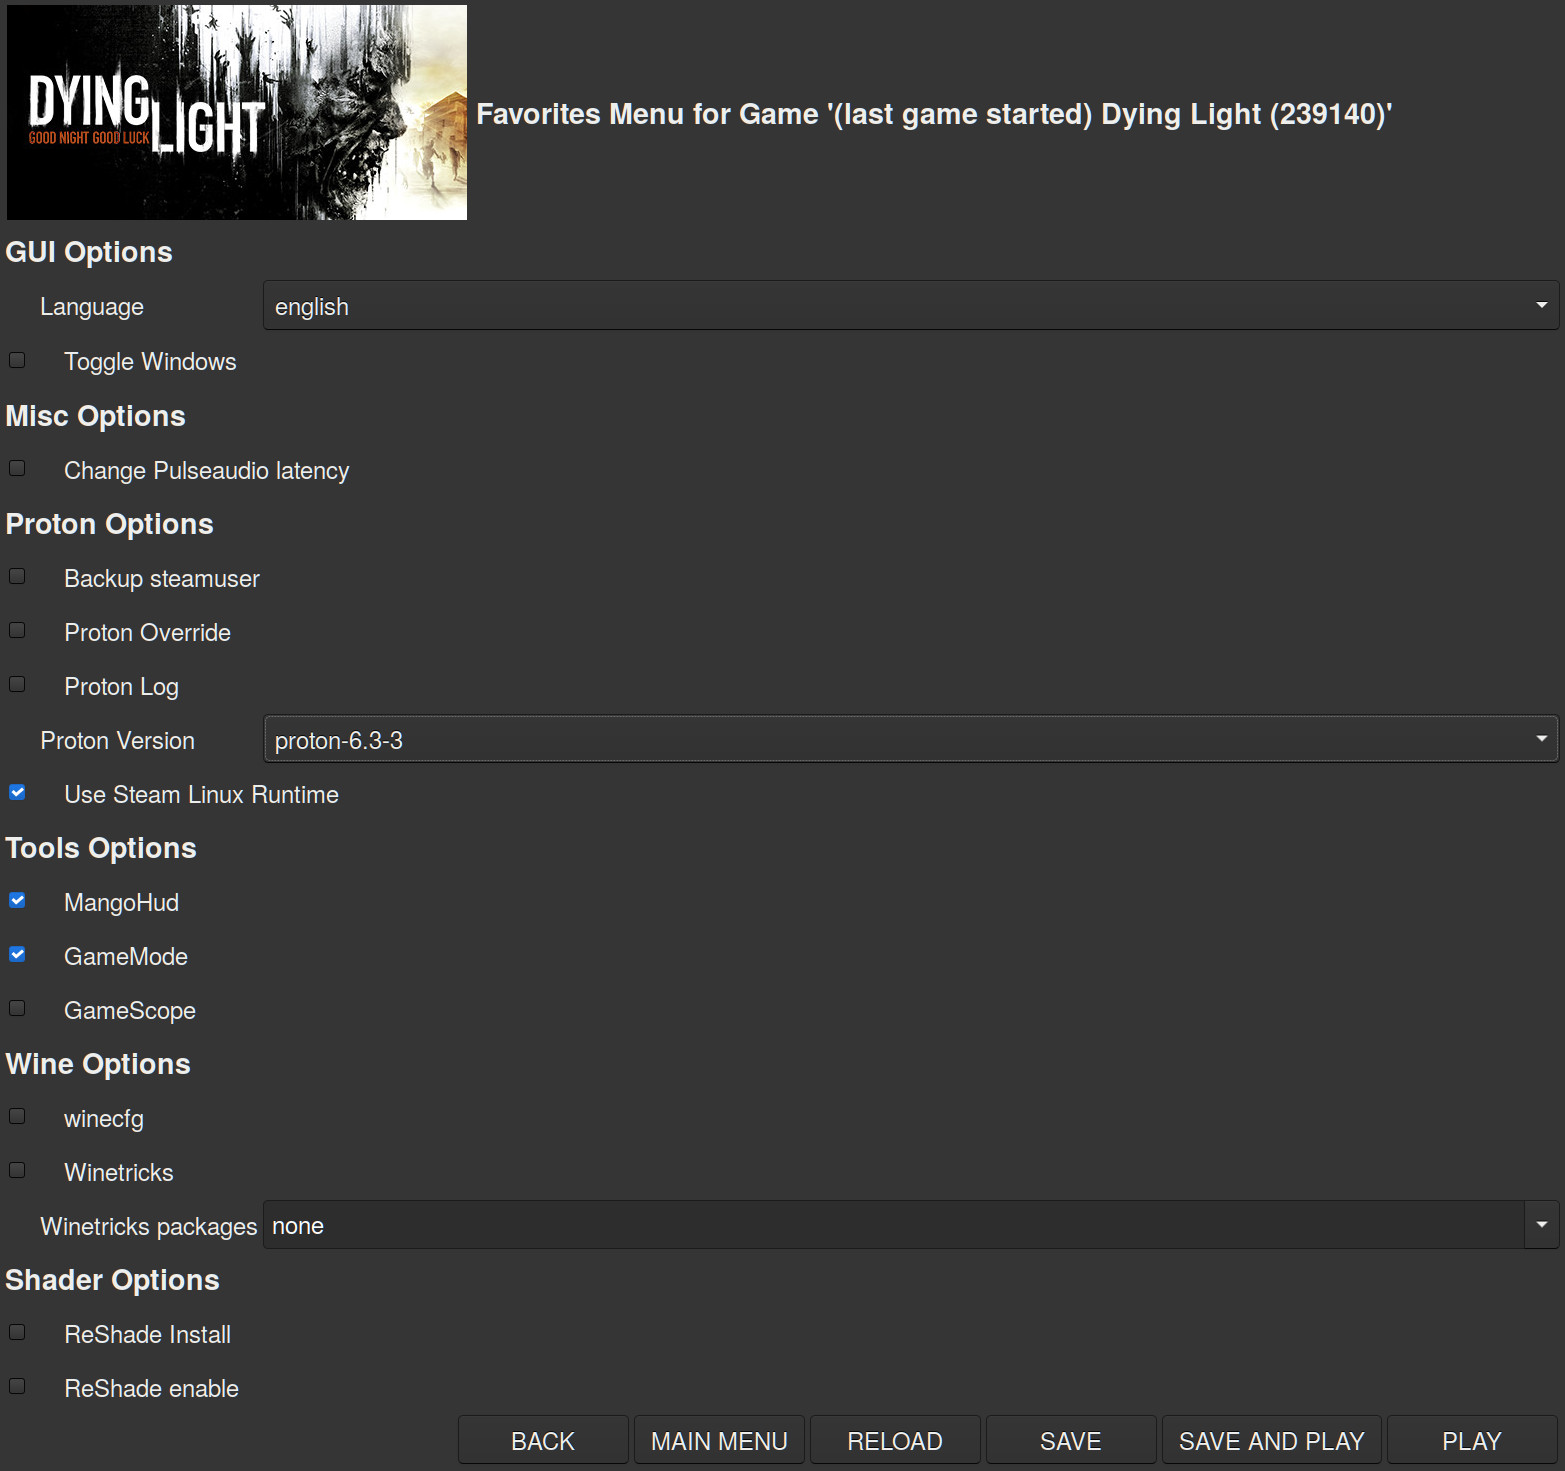 DYING
LIGHT
GOOD NIGHT GOOD LUCK
Favorites Menu for Game '(last game started) Dying Light (239140)'
GUI Options
Language english
Toggle Windows
Misc Options
Change Pulseaudio latency
Proton Options
Backup steamuser
Proton Override
Proton Log
Proton Version proton-6.3-3
Use Steam Linux Runtime
Tools Options
MangoHud
GameMode
GameScope
Wine Options
winecfg
Winetricks
Winetricks packages none
Shader Options
ReShade Install
ReShade enable
BACK MAIN MENU RELOAD SAVE SAVE AND PLAY PLAY